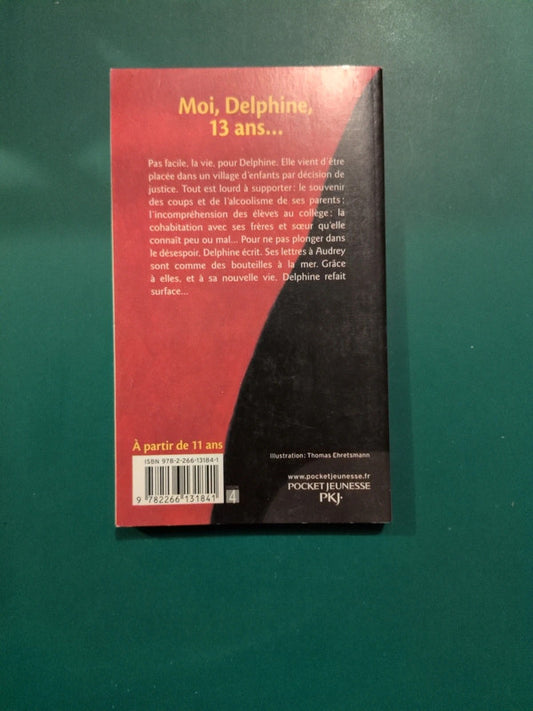 Moi, Delphine,
13 ans...
Pas facile, la vie, pour Delphine. Elle vient d'être
placée dans un village d'enfants par décision de
justice. Tout est lourd à supporter : le souvenir
des coups et de l'alcoolisme de ses parents ;
l'incompréhension des élèves au collège ; la
cohabitation avec ses frères et sœur qu'elle
connaît peu ou mal... Pour ne pas plonger dans
le désespoir, Delphine écrit. Ses lettres à Audrey
sont comme des bouteilles à la mer. Grâce
à elles, et à sa nouvelle vie, Delphine refait
surface...
À partir de 11 ans
ISBN 978-2-266-13184-1
9 782266 131841
4
Illustration : Thomas Ehretsmann
www.pocketjeunesse.fr
POCKET JEUNESSE
PKJ·